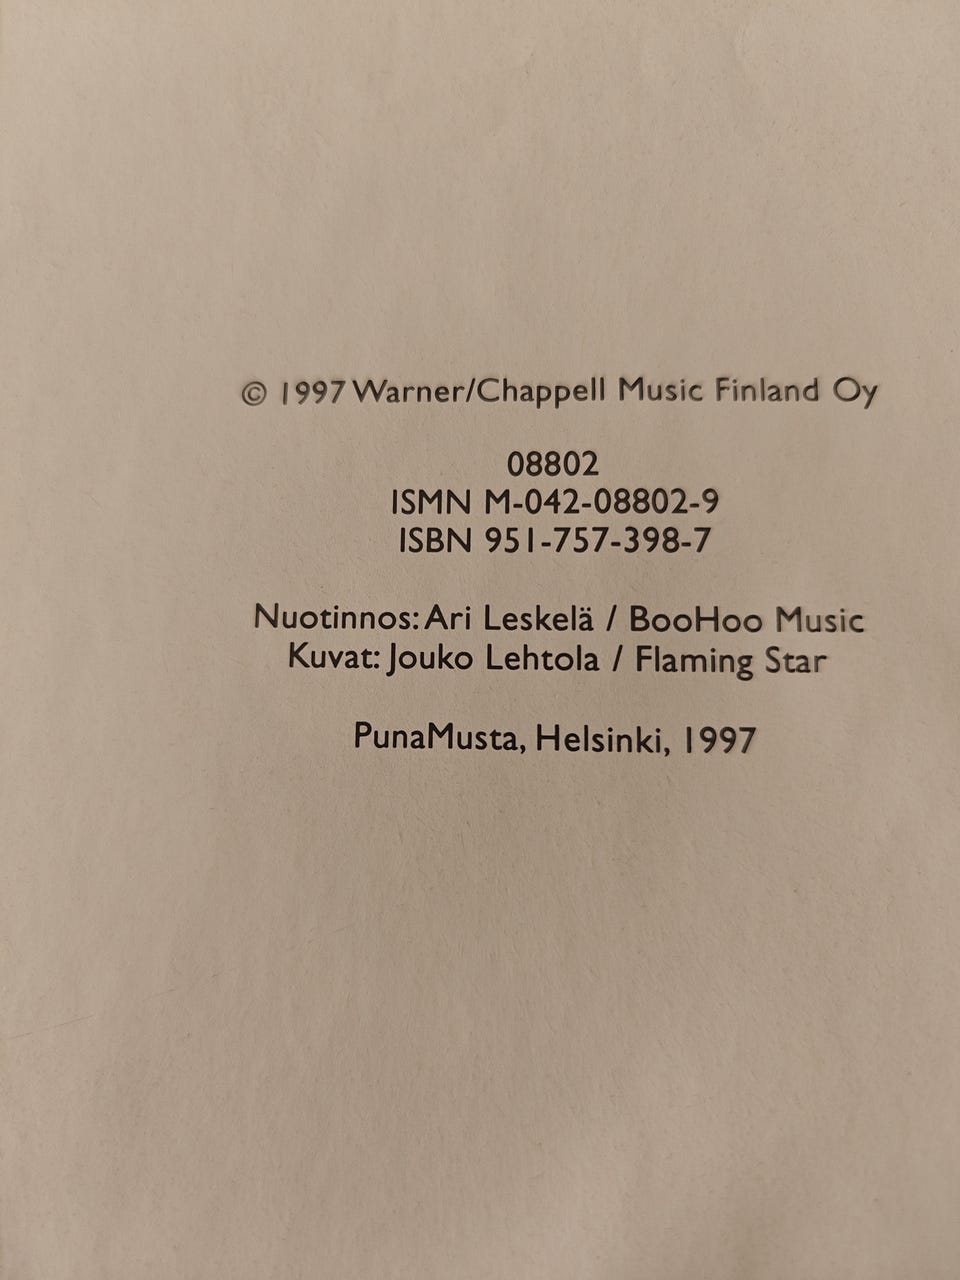 © 1997 Warner/Chappell Music Finland Oy
08802
ISMN M-042-08802-9
ISBN 951-757-398-7
Nuotinnos: Ari Leskelä / BooHoo Music
Kuvat: Jouko Lehtola / Flaming Star
PunaMusta, Helsinki, 1997